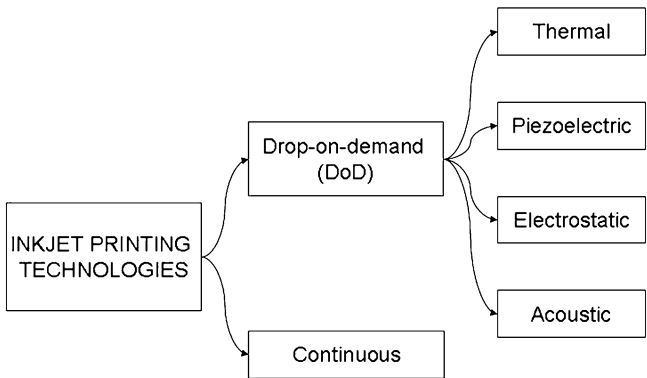 Thermal
Drop-on-demand
(DoD)
Piezoelectric
Electrostatic
INKJET PRINTING
TECHNOLOGIES
Acoustic
Continuous